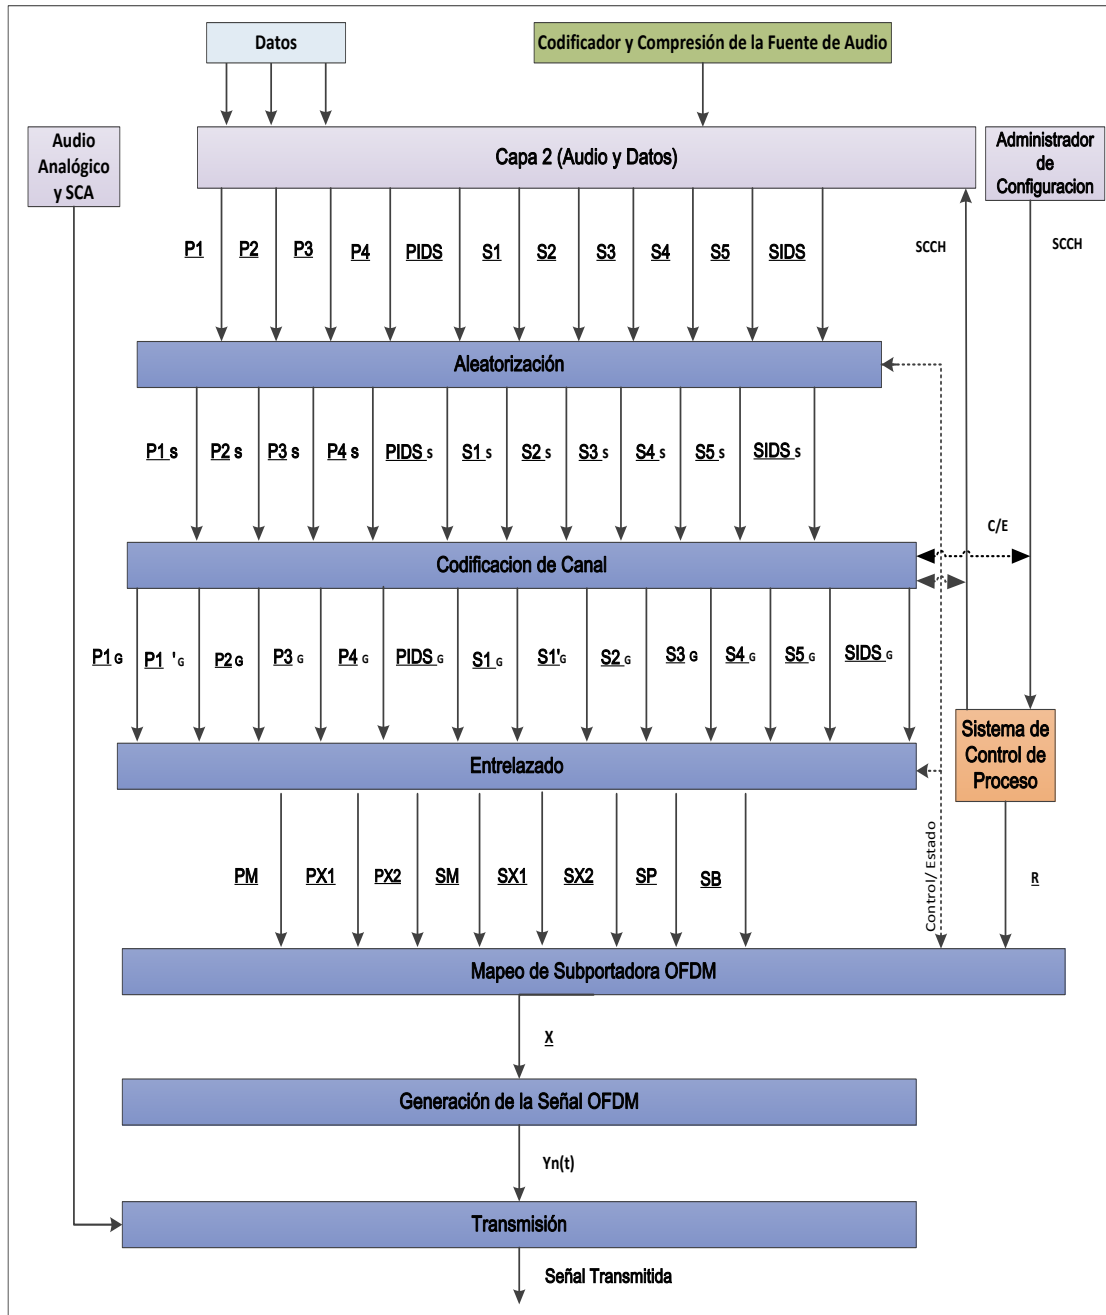 Datos
Codificador y Compresión de la Fuente de Audio
Audio
Analógico
y SCA
Capa 2 (Audio y Datos)
Administrador
de
Configuracion
P1 P2 P3 P4 PIDS S1 S2 S3 S4 S5 SIDS
SCCH
SCCH
Aleatorización
P1 s P2 s P3 s P4 s PIDS s S1 s S2 s S3 s S4 s S5 s SIDS s
C/E
Codificacion de Canal
P1 G P1 ' G P2 G P3 G P4 G PIDS G S1 G S1' G S2 G S3 G S4 G S5 G SIDS G
Sistema de
Control de
Proceso
Entrelazado
PM PX1 PX2 SM SX1 SX2 SP SB
Control/ Estado
R
Mapeo de Subportadora OFDM
X
Generación de la Señal OFDM
Yn(t)
Transmisión
Señal Transmitida